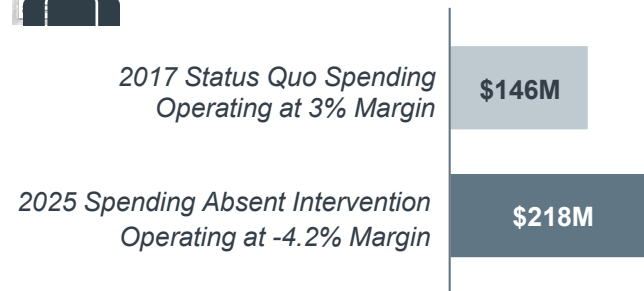 2017 Status Quo Spending
Operating at 3% Margin
$146M
2025 Spending Absent Intervention
Operating at -4.2% Margin
$218M